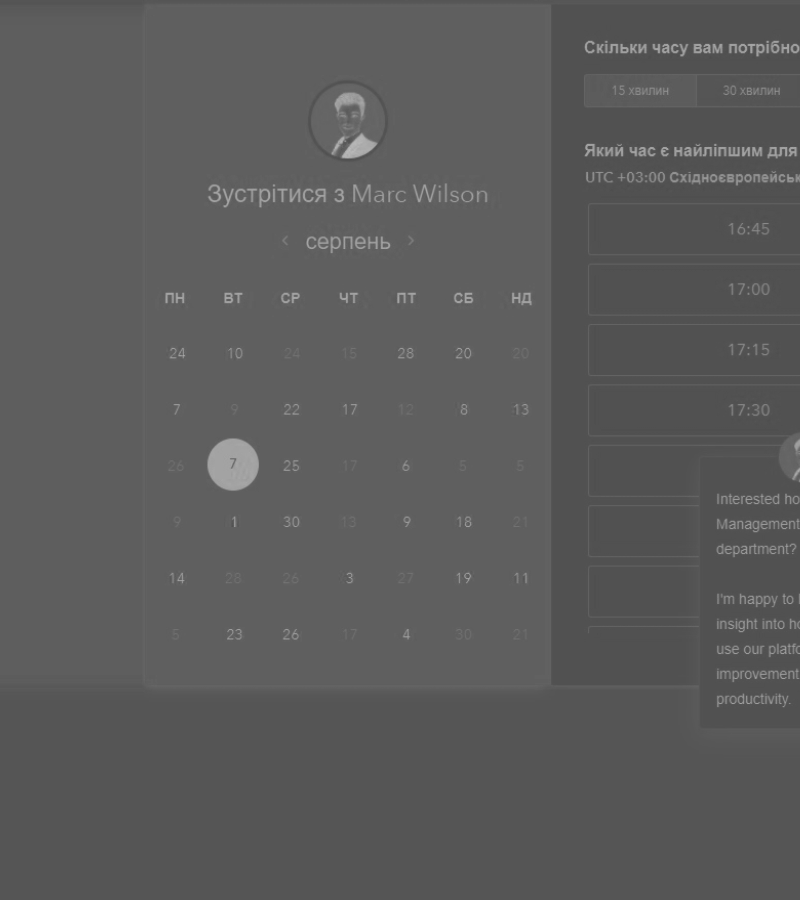 Зустрітися з Marc Wilson
‹ серпень ›
ПН ВТ СР ЧТ ПТ СБ НД
24 10 24 15 28 20 20
7 9 22 17 12 8 13
26 7 25 17 6 5 5
9 1 30 13 9 18 21
14 28 26 3 27 19 11
5 23 26 17 4 30 21
Скільки часу вам потрібно
15 хвилин 30 хвилин
Який час є найліпшим для
UTC +03:00 Східноєвропейськ
16:45
17:00
17:15
17:30
Interested ho
Management
department?
I'm happy to
insight into ho
use our platfo
improvement
productivity.